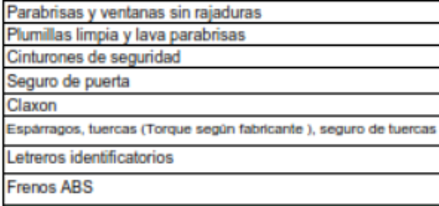 Parabrisas y ventanas sin rajaduras
Plumillas limpia y lava parabrisas
Cinturones de seguridad
Seguro de puerta
Claxon
Espárragos, tuercas (Torque según fabricante ), seguro de tuercas
Letreros identificatorios
Frenos ABS